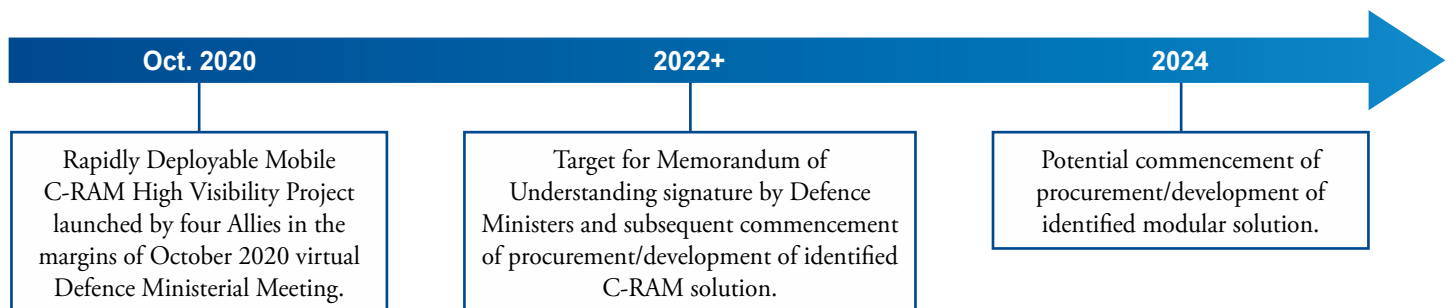 Oct. 2020
2022+
2024
Rapidly Deployable Mobile
C-RAM High Visibility Project
launched by four Allies in the
margins of October 2020 virtual
Defence Ministerial Meeting.
Target for Memorandum of
Understanding signature by Defence
Ministers and subsequent commencement
of procurement/development of identified
C-RAM solution.
Potential commencement of
procurement/development of
identified modular solution.